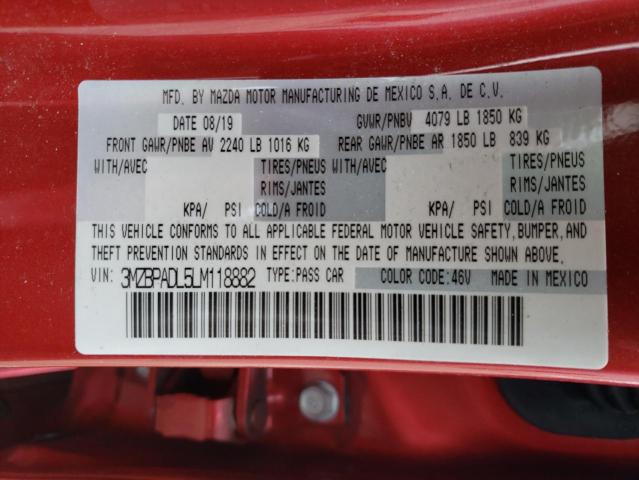 MFD. BY MAZDA MOTOR MANUFACTURING DE MEXICO S.A. DE C.V.
DATE 08/19 GVWR/PNBV 4079 LB 1850 KG
FRONT GAWR/PNBE AV 2240 LB 1016 KG REAR GAWR/PNBE AR 1850 LB 839 KG
WITH/AVEC TIRES/PNEUS WITH/AVEC TIRES/PNEUS
RIMS/JANTES RIMS/JANTES
KPA/ PSI COLD/A FROID KPA/ PSI COLD/A FROID
THIS VEHICLE CONFORMS TO ALL APPLICABLE FEDERAL MOTOR VEHICLE SAFETY, BUMPER, AND
THEFT PREVENTION STANDARDS IN EFFECT ON THE DATE OF MANUFACTURE SHOWN ABOVE.
VIN: 3MZBPADL5LM118882 TYPE:PASS CAR COLOR CODE:46V MADE IN MEXICO